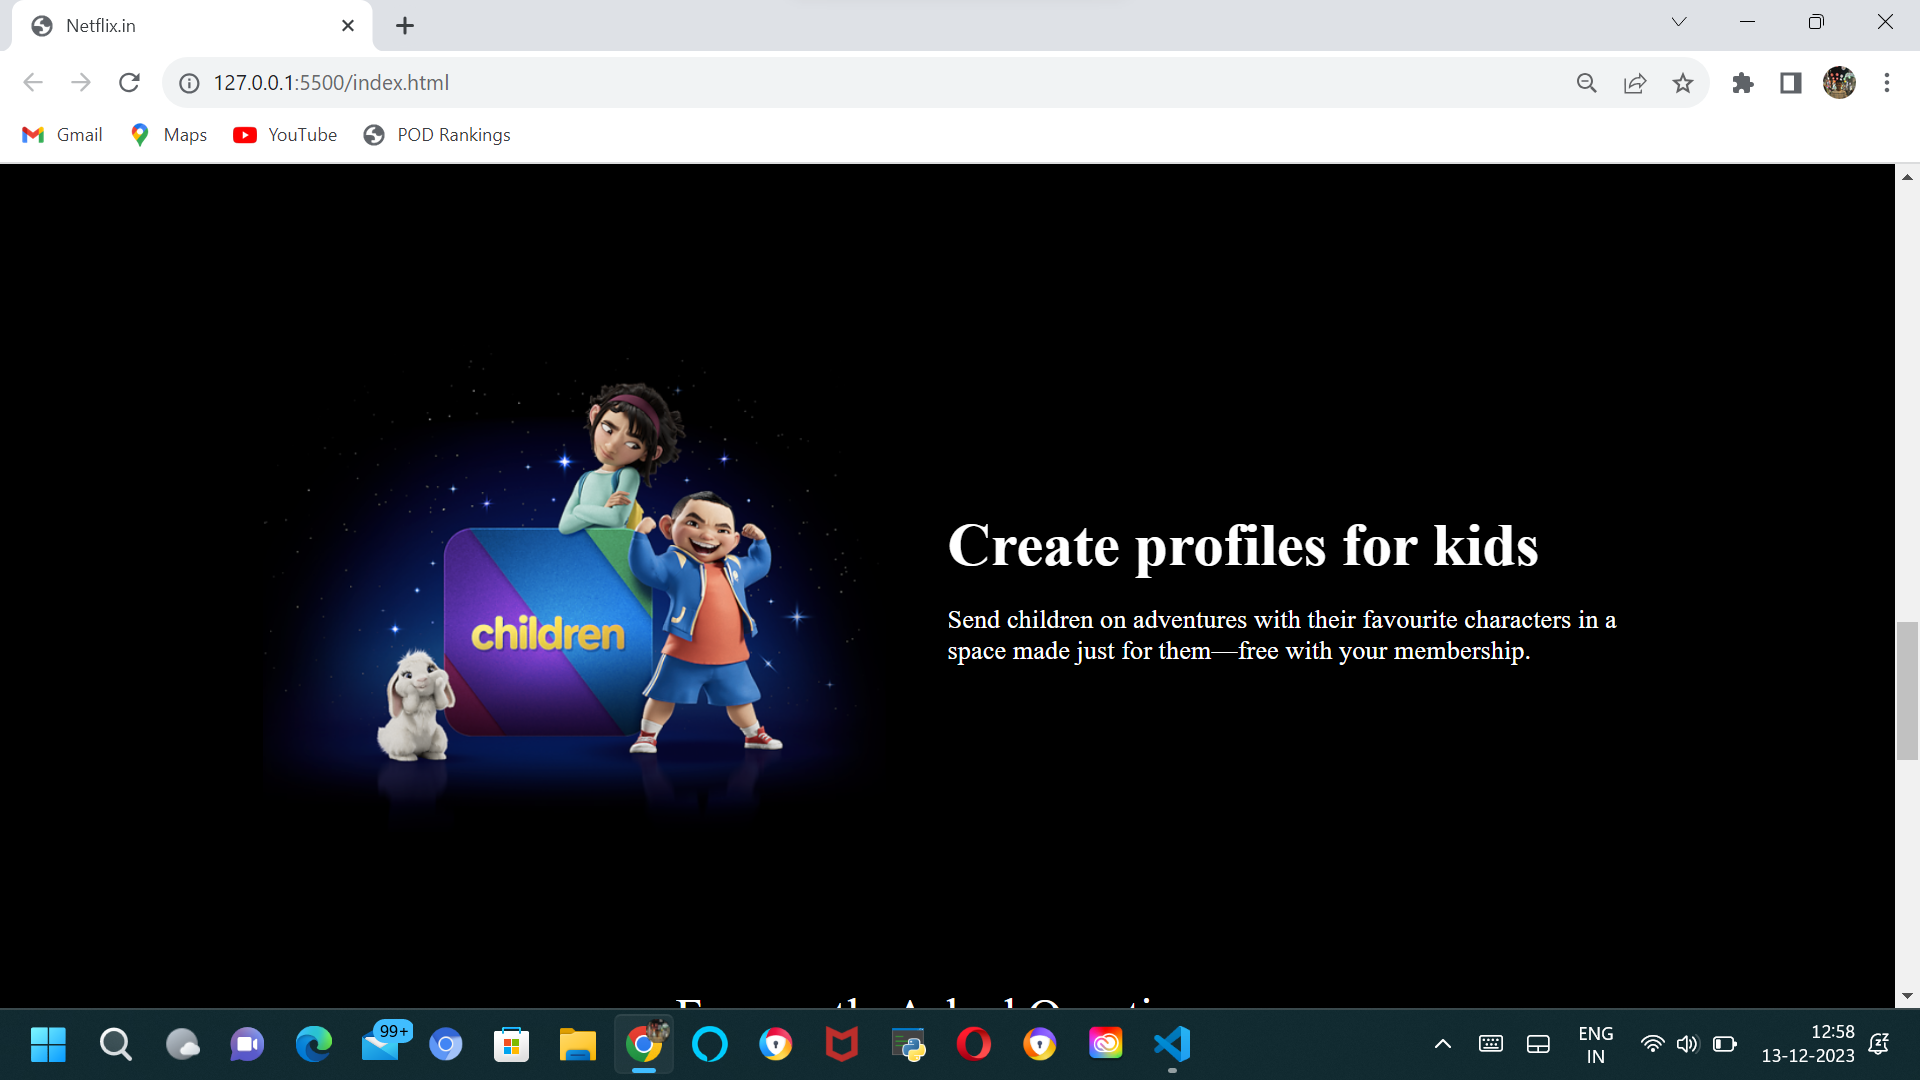 Netflix.in
127.0.0.1:5500/index.html
Gmail
Maps
YouTube
POD Rankings
children
Create profiles for kids
Send children on adventures with their favourite characters in a
space made just for them—free with your membership.
99+
ENG
IN
12:58
13-12-2023